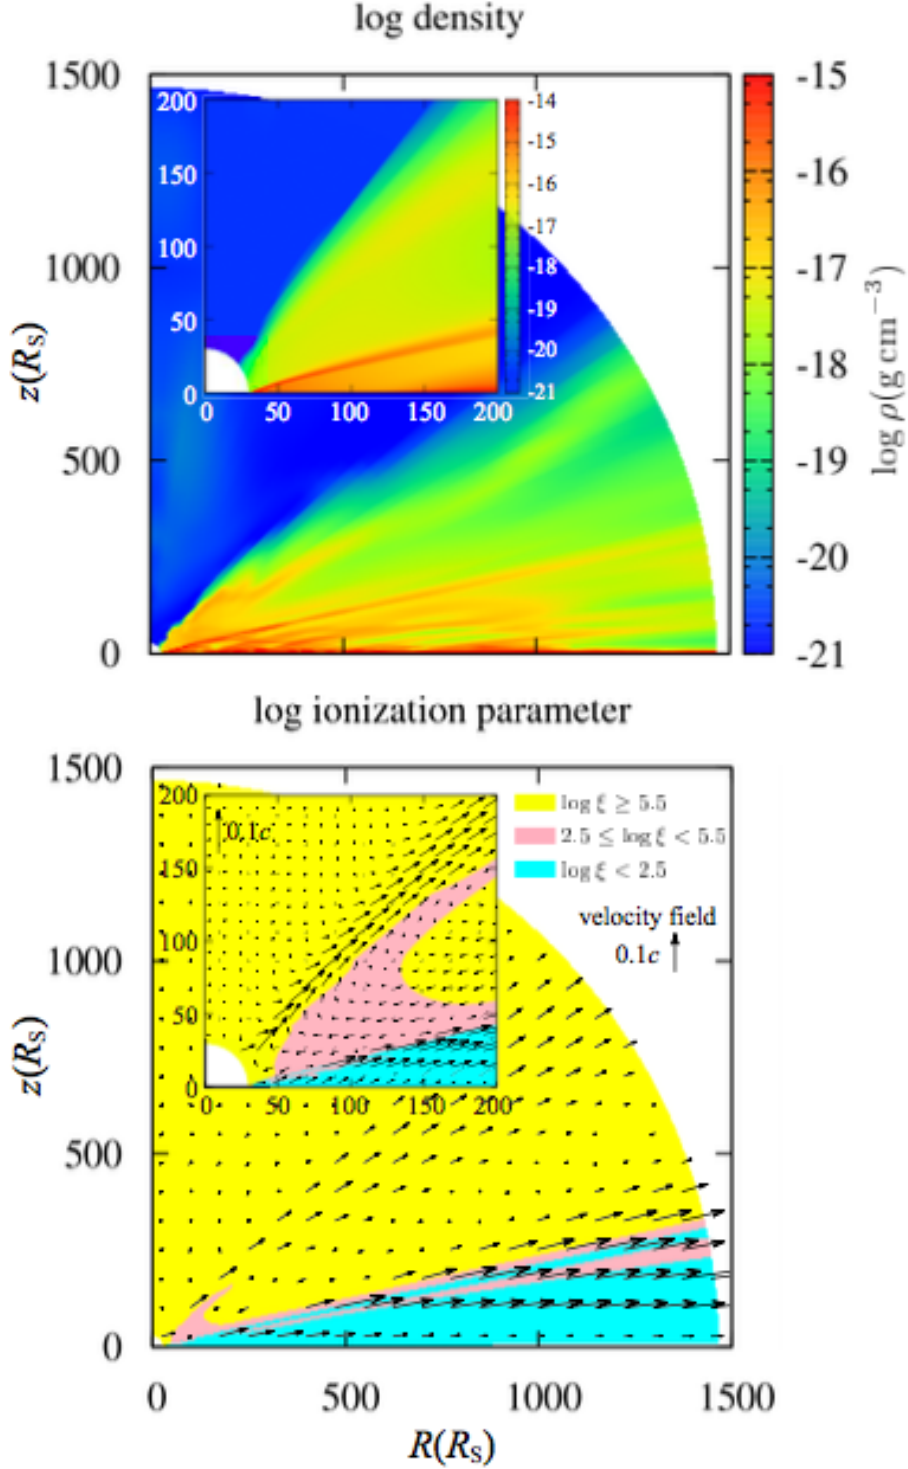 log density
1500
1000
500
0
z(R_S)
200
150
100
50
0
0 50 100 150 200
-14
-15
-16
-17
-18
-19
-20
-21
-15
-16
-17
-18
-19
-20
-21
log ρ(g cm⁻³)
log ionization parameter
1500
1000
500
0
z(R_S)
200
150
100
50
0
0.1c
0 50 100 150 200
log ξ ≥ 5.5
2.5 ≤ log ξ < 5.5
log ξ < 2.5
velocity field
0.1c
0 500 1000 1500
R(R_S)